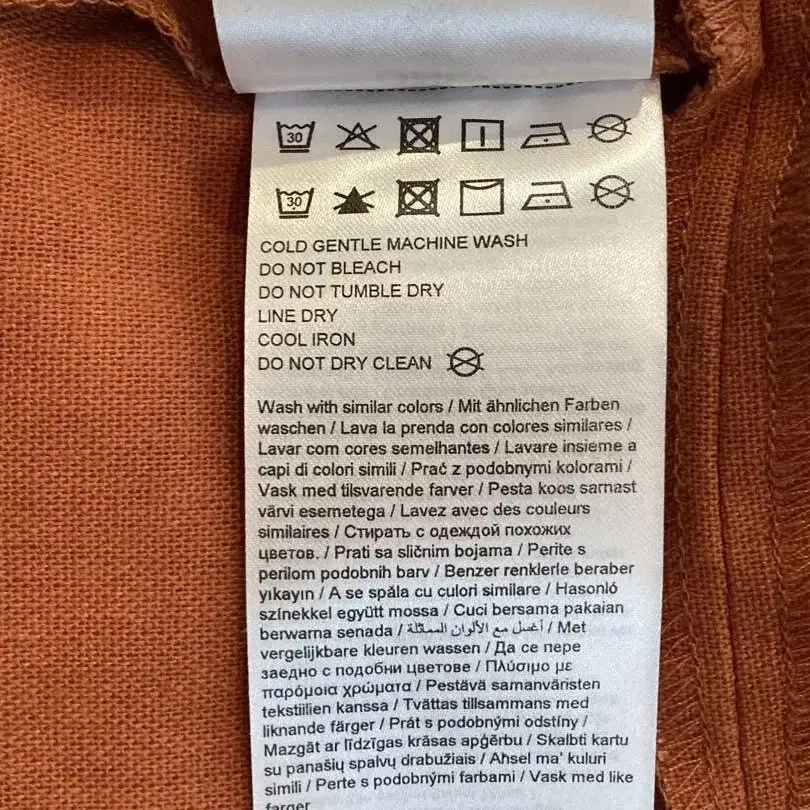 30
30
COLD GENTLE MACHINE WASH
DO NOT BLEACH
DO NOT TUMBLE DRY
LINE DRY
COOL IRON
DO NOT DRY CLEAN
Wash with similar colors / Mit ähnlichen Farben
waschen / Lava la prenda con colores similares /
Lavar com cores semelhantes / Lavare insieme a
capi di colori simili / Prać z podobnymi kolorami /
Vask med tilsvarende farver / Pesta koos sarnast
värvi esemetega / Lavez avec des couleurs
similaires / Стирать с одеждой похожих
цветов. / Prati sa sličnim bojama / Perite s
perilom podobnih barv / Benzer renklerle beraber
yıkayın / A se spăla cu culori similare / Hasonló
színekkel együtt mossa / Cuci bersama pakaian
berwarna senada / أغسل مع الألوان المماثلة / Met
vergelijkbare kleuren wassen / Да се пере
заедно с подобни цветове / Πλύσιμο με
παρόμοια χρώματα / Pestävä samanväristen
tekstiilien kanssa / Tvättas tillsammans med
liknande färger / Prát s podobnými odstíny /
Mazgāt ar līdzīgas krāsas apģērbu / Skalbti kartu
su panašių spalvų drabužiais / Aħsel ma' kuluri
simili / Perte s podobnými farbami / Vask med like
farger